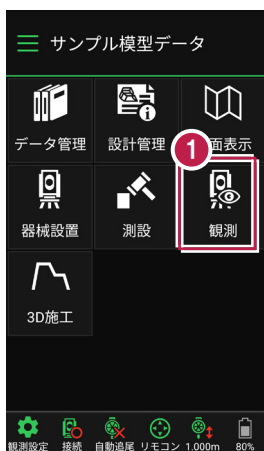 サンプル模型データ
データ管理 設計管理 面表示
1
器械設置 測設 観測
3D施工
観測設定 接続 自動追尾 リモコン 1.000m 80%